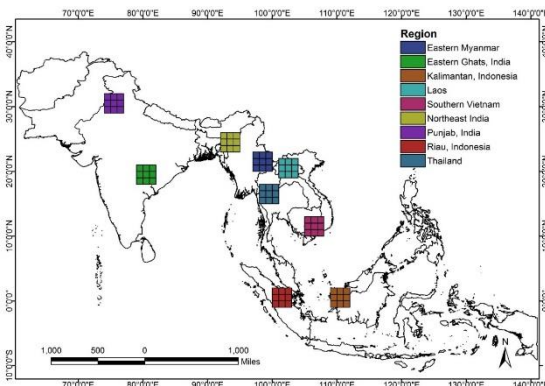 70°0'0"E 80°0'0"E 90°0'0"E 100°0'0"E 110°0'0"E 120°0'0"E 130°0'0"E 140°0'0"E
40°0'0"N
30°0'0"N
20°0'0"N
10°0'0"N
0°0'0"
10°0'0"S
Region
Eastern Myanmar
Eastern Ghats, India
Kalimantan, Indonesia
Laos
Southern Vietnam
Northeast India
Punjab, India
Riau, Indonesia
Thailand
1,000 500 0 1,000
Miles
N
70°0'0"E 80°0'0"E 90°0'0"E 100°0'0"E 110°0'0"E 120°0'0"E 130°0'0"E 140°0'0"E